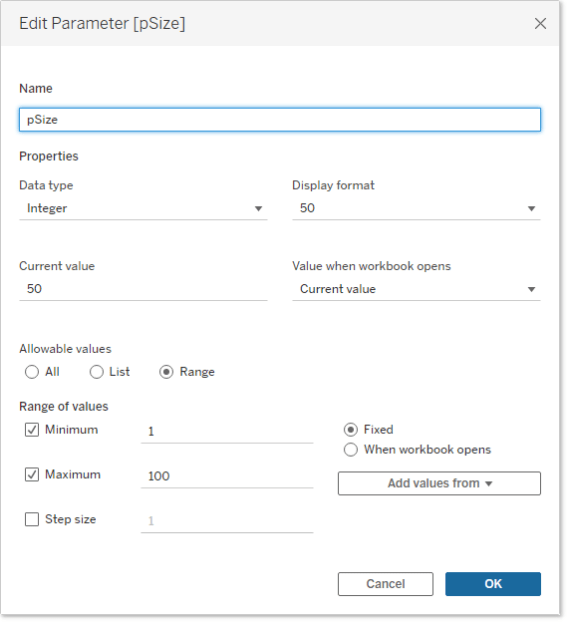 Edit Parameter [pSize]
Name
pSize
Properties
Data type
Display format
Integer
50
Current value
Value when workbook opens
50
Current value
Allowable values
All List Range
Range of values
Minimum 1
Fixed
When workbook opens
Maximum 100
Add values from
Step size 1
Cancel OK